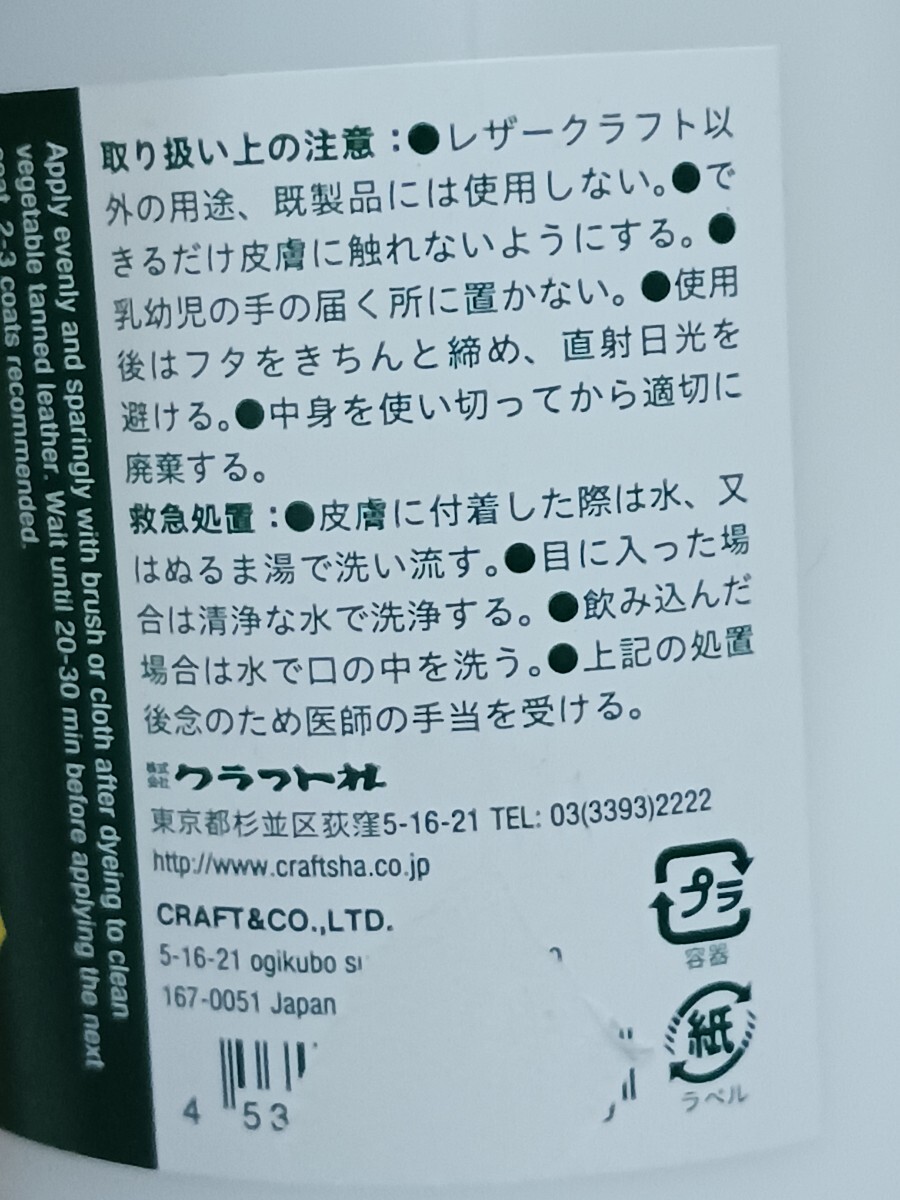 Apply evenly and sparingly with brush or cloth after dyeing to clean
vegetable tanned leather. Wait until 20-30 min before applying the next
coat. 2-3 coats recommended.
取り扱い上の注意：●レザークラフト以
外の用途、既製品には使用しない。●で
きるだけ皮膚に触れないようにする。●
乳幼児の手の届く所に置かない。●使用
後はフタをきちんと締め、直射日光を
避ける。●中身を使い切ってから適切に
廃棄する。
救急処置：●皮膚に付着した際は水、又
はぬるま湯で洗い流す。●目に入った場
合は清浄な水で洗浄する。●飲み込んだ
場合は水で口の中を洗う。●上記の処置
後念のため医師の手当を受ける。
株式会社クラフト社
東京都杉並区荻窪5-16-21 TEL: 03(3393)2222
http://www.craftsha.co.jp
CRAFT&CO.,LTD.
5-16-21 ogikubo
167-0051 Japan
4 53
プラ
容器
紙
ラベル